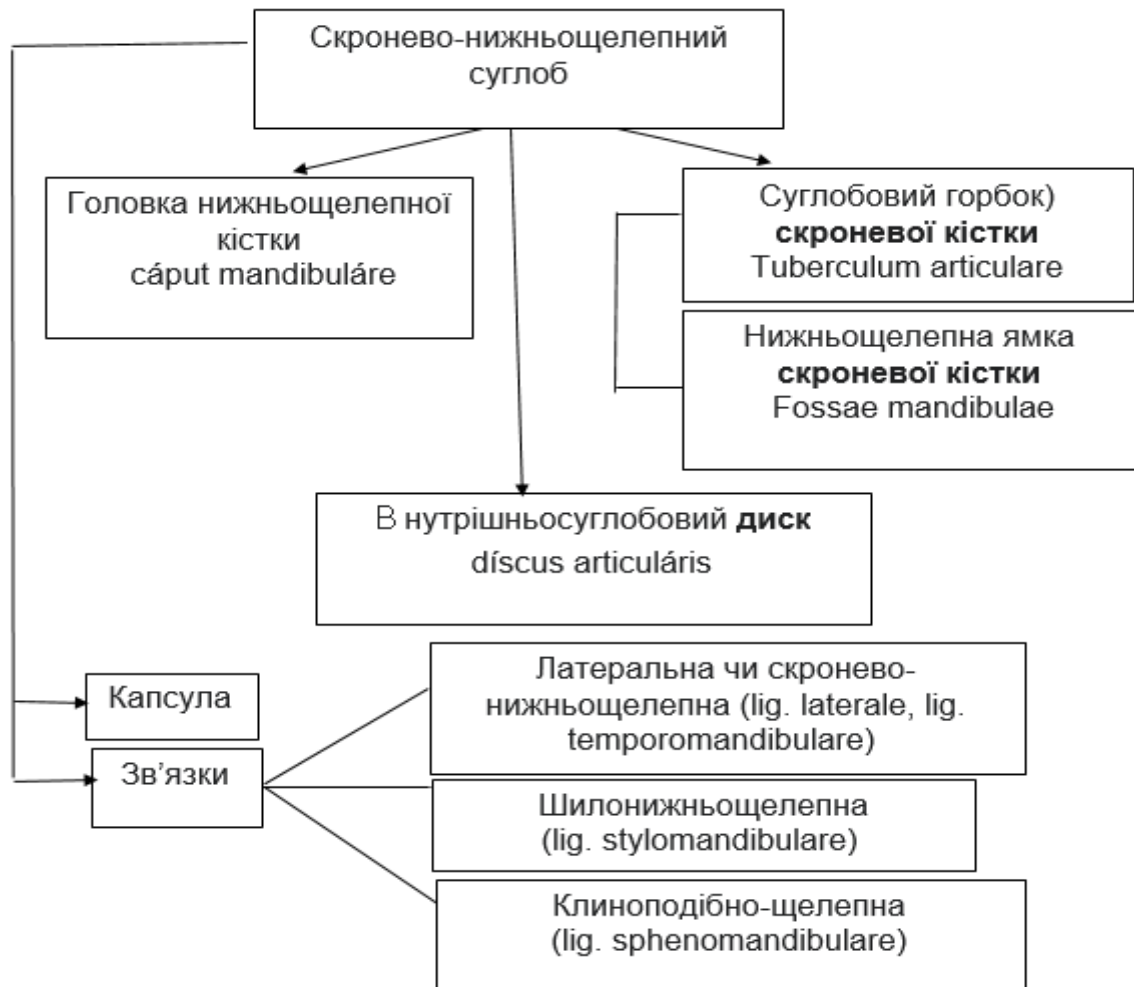 Скронево-нижньощелепний
суглоб
Головка нижньощелепної
кістки
cáput mandibuláre
Суглобовий горбок)
скроневої кістки
Tuberculum articulare
Нижньощелепна ямка
скроневої кістки
Fossae mandibulae
В нутрішньосуглобовий диск
díscus articuláris
Капсула
Зв’язки
Латеральна чи скронево-
нижньощелепна (lig. laterale, lig.
temporomandibulare)
Шилонижньощелепна
(lig. stylomandibulare)
Клиноподібно-щелепна
(lig. sphenomandibulare)